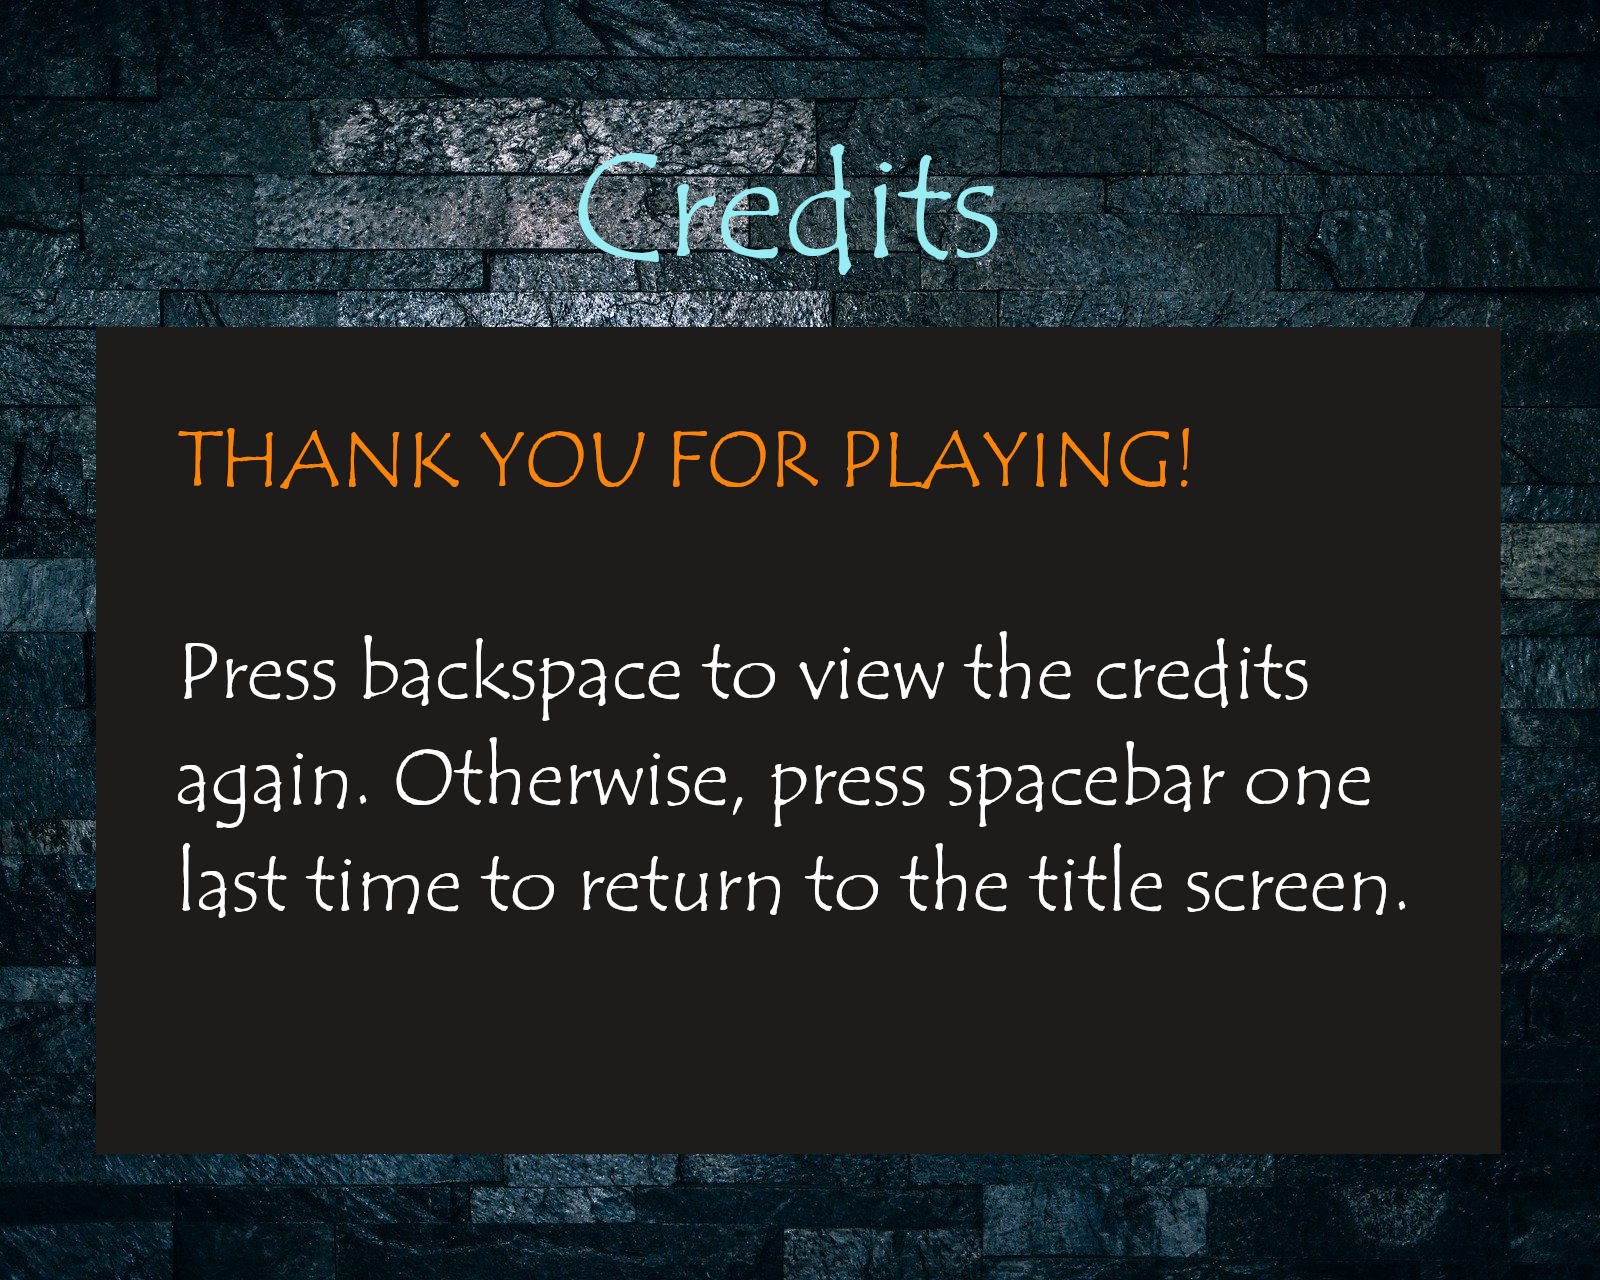 Credits
THANK YOU FOR PLAYING!
Press backspace to view the credits
again. Otherwise, press spacebar one
last time to return to the title screen.